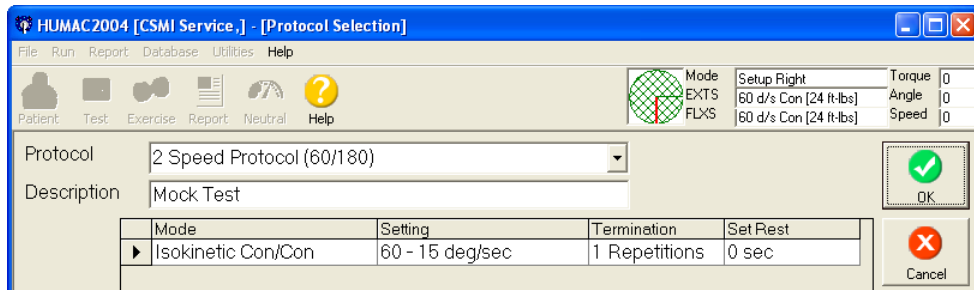 HUMAC2004 [CSMI Service,] - [Protocol Selection]
File Run Report Database Utilities Help
Patient Test Exercise Report Neutral Help
Mode Setup Right Torque 0
EXTS 60 d/s Con [24 ft-lbs] Angle 0
FLXS 60 d/s Con [24 ft-lbs] Speed 0
Protocol 2 Speed Protocol (60/180)
Description Mock Test
OK
Mode Setting Termination Set Rest
Isokinetic Con/Con 60 - 15 deg/sec 1 Repetitions 0 sec
Cancel